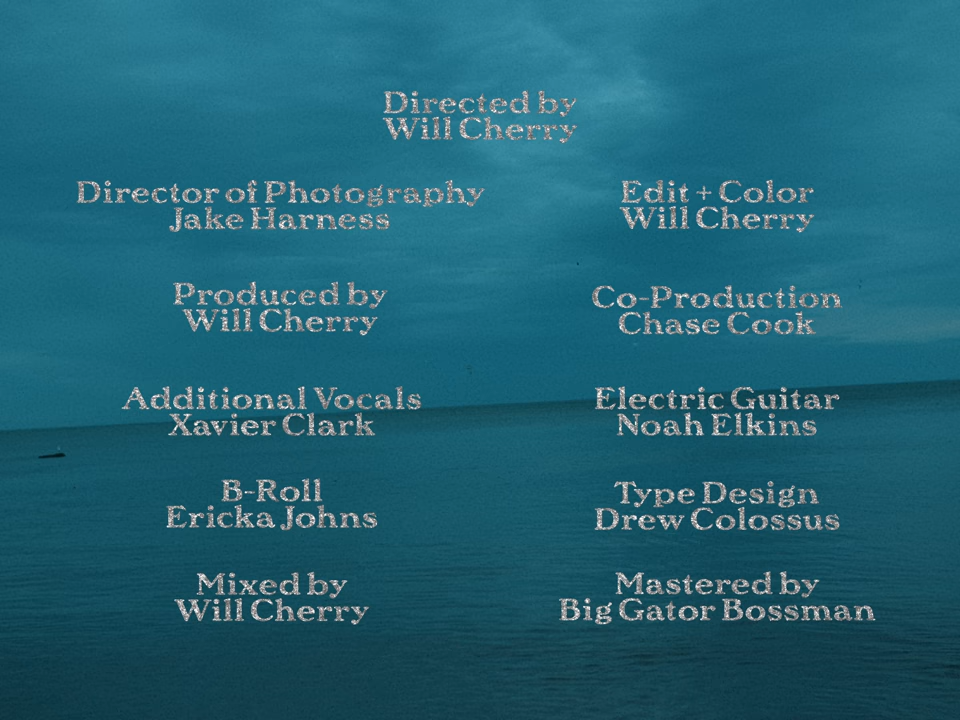 Directed by
Will Cherry
Director of Photography
Jake Harness
Edit + Color
Will Cherry
Produced by
Will Cherry
Co-Production
Chase Cook
Additional Vocals
Xavier Clark
Electric Guitar
Noah Elkins
B-Roll
Ericka Johns
Type Design
Drew Colossus
Mixed by
Will Cherry
Mastered by
Big Gator Bossman